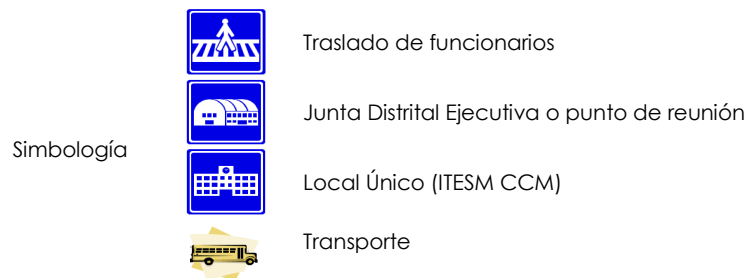 Traslado de funcionarios
Junta Distrital Ejecutiva o punto de reunión
Simbología
Local Único (ITESM CCM)
Transporte